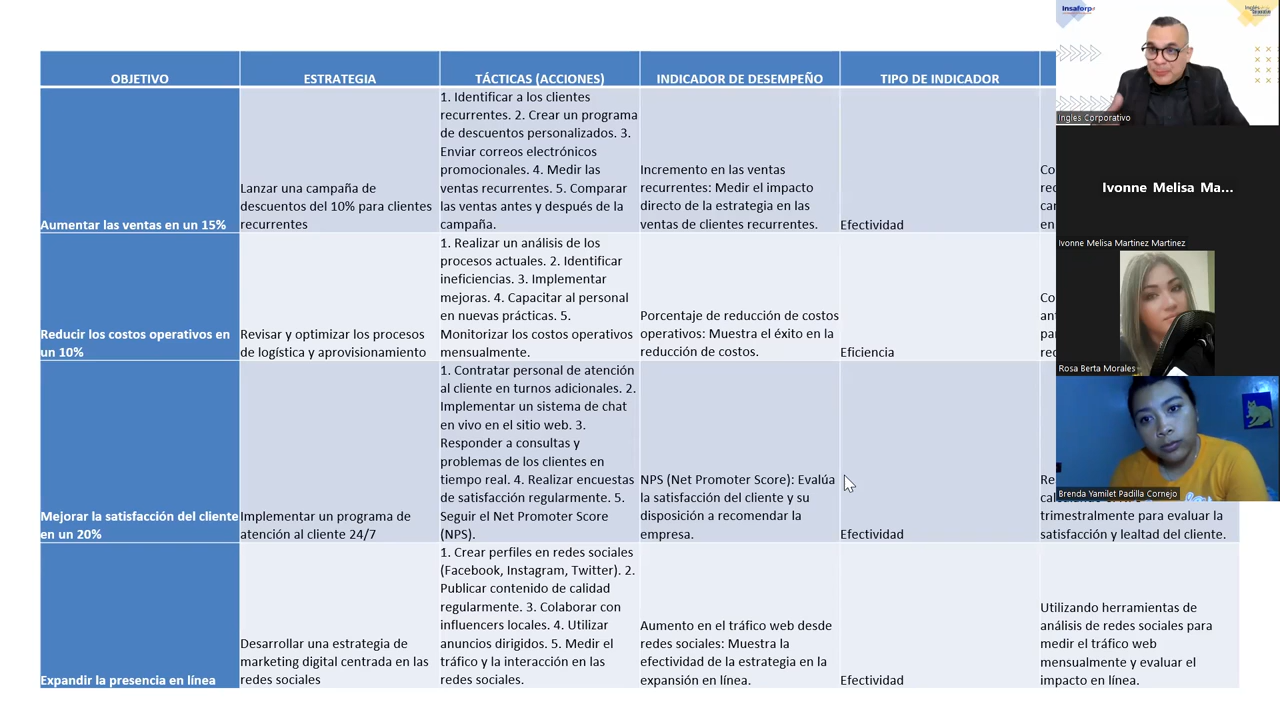 OBJETIVO
ESTRATEGIA
TÁCTICAS (ACCIONES)
INDICADOR DE DESEMPEÑO
TIPO DE INDICADOR
Aumentar las ventas en un 15%
Lanzar una campaña de
descuentos del 10% para clientes
recurrentes
1. Identificar a los clientes
recurrentes. 2. Crear un programa
de descuentos personalizados. 3.
Enviar correos electrónicos
promocionales. 4. Medir las
ventas recurrentes. 5. Comparar
las ventas antes y después de la
campaña.
Incremento en las ventas
recurrentes: Medir el impacto
directo de la estrategia en las
ventas de clientes recurrentes.
Efectividad
Reducir los costos operativos en
un 10%
Revisar y optimizar los procesos
de logística y aprovisionamiento
1. Realizar un análisis de los
procesos actuales. 2. Identificar
ineficiencias. 3. Implementar
mejoras. 4. Capacitar al personal
en nuevas prácticas. 5.
Monitorizar los costos operativos
mensualmente.
Porcentaje de reducción de costos
operativos: Muestra el éxito en la
reducción de costos.
Eficiencia
Mejorar la satisfacción del cliente
en un 20%
Implementar un programa de
atención al cliente 24/7
1. Contratar personal de atención
al cliente en turnos adicionales. 2.
Implementar un sistema de chat
en vivo en el sitio web. 3.
Responder a consultas y
problemas de los clientes en
tiempo real. 4. Realizar encuestas
de satisfacción regularmente. 5.
Seguir el Net Promoter Score
(NPS).
NPS (Net Promoter Score): Evalúa
la satisfacción del cliente y su
disposición a recomendar la
empresa.
Efectividad
trimestralmente para evaluar la
satisfacción y lealtad del cliente.
Expandir la presencia en línea
Desarrollar una estrategia de
marketing digital centrada en las
redes sociales
1. Crear perfiles en redes sociales
(Facebook, Instagram, Twitter). 2.
Publicar contenido de calidad
regularmente. 3. Colaborar con
influencers locales. 4. Utilizar
anuncios dirigidos. 5. Medir el
tráfico y la interacción en las
redes sociales.
Aumento en el tráfico web desde
redes sociales: Muestra la
efectividad de la estrategia en la
expansión en línea.
Efectividad
Utilizando herramientas de
análisis de redes sociales para
medir el tráfico web
mensualmente y evaluar el
impacto en línea.
Insaforp
Ingles Corporativo
Ivonne Melisa Ma...
Ivonne Melisa Martinez Martinez
Rosa Berta Morales
Brenda Yamilet Padilla Cornejo